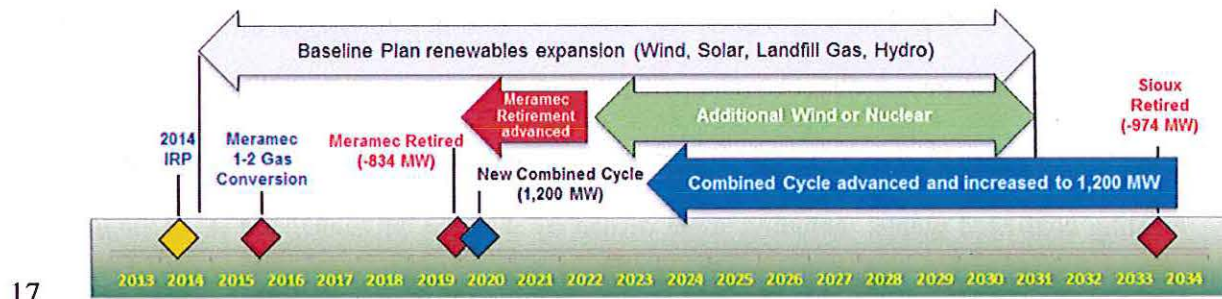 Baseline Plan renewables expansion (Wind, Solar, Landfill Gas, Hydro)
Meramec
Retirement
advanced
Additional Wind or Nuclear
Sioux
Retired
(-974 MW)
2014
IRP
Meramec
1-2 Gas
Conversion
Meramec Retired
(-834 MW)
New Combined Cycle
(1,200 MW)
Combined Cycle advanced and increased to 1,200 MW
2013 2014 2015 2016 2017 2018 2019 2020 2021 2022 2023 2024 2025 2026 2027 2028 2029 2030 2031 2032 2033 2034
17